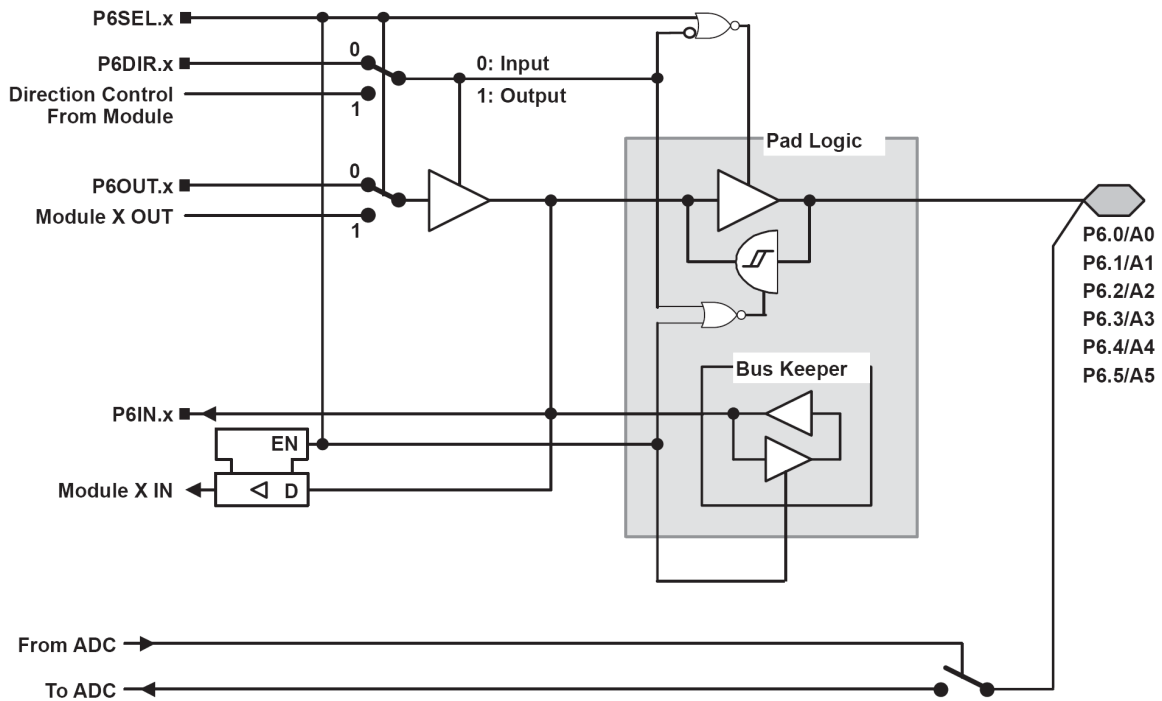 P6SEL.x
P6DIR.x
0
0: Input
Direction Control
From Module
1
1: Output
Pad Logic
P6OUT.x
0
Module X OUT
1
P6.0/A0
P6.1/A1
P6.2/A2
P6.3/A3
P6.4/A4
P6.5/A5
Bus Keeper
P6IN.x
EN
Module X IN
D
From ADC
To ADC